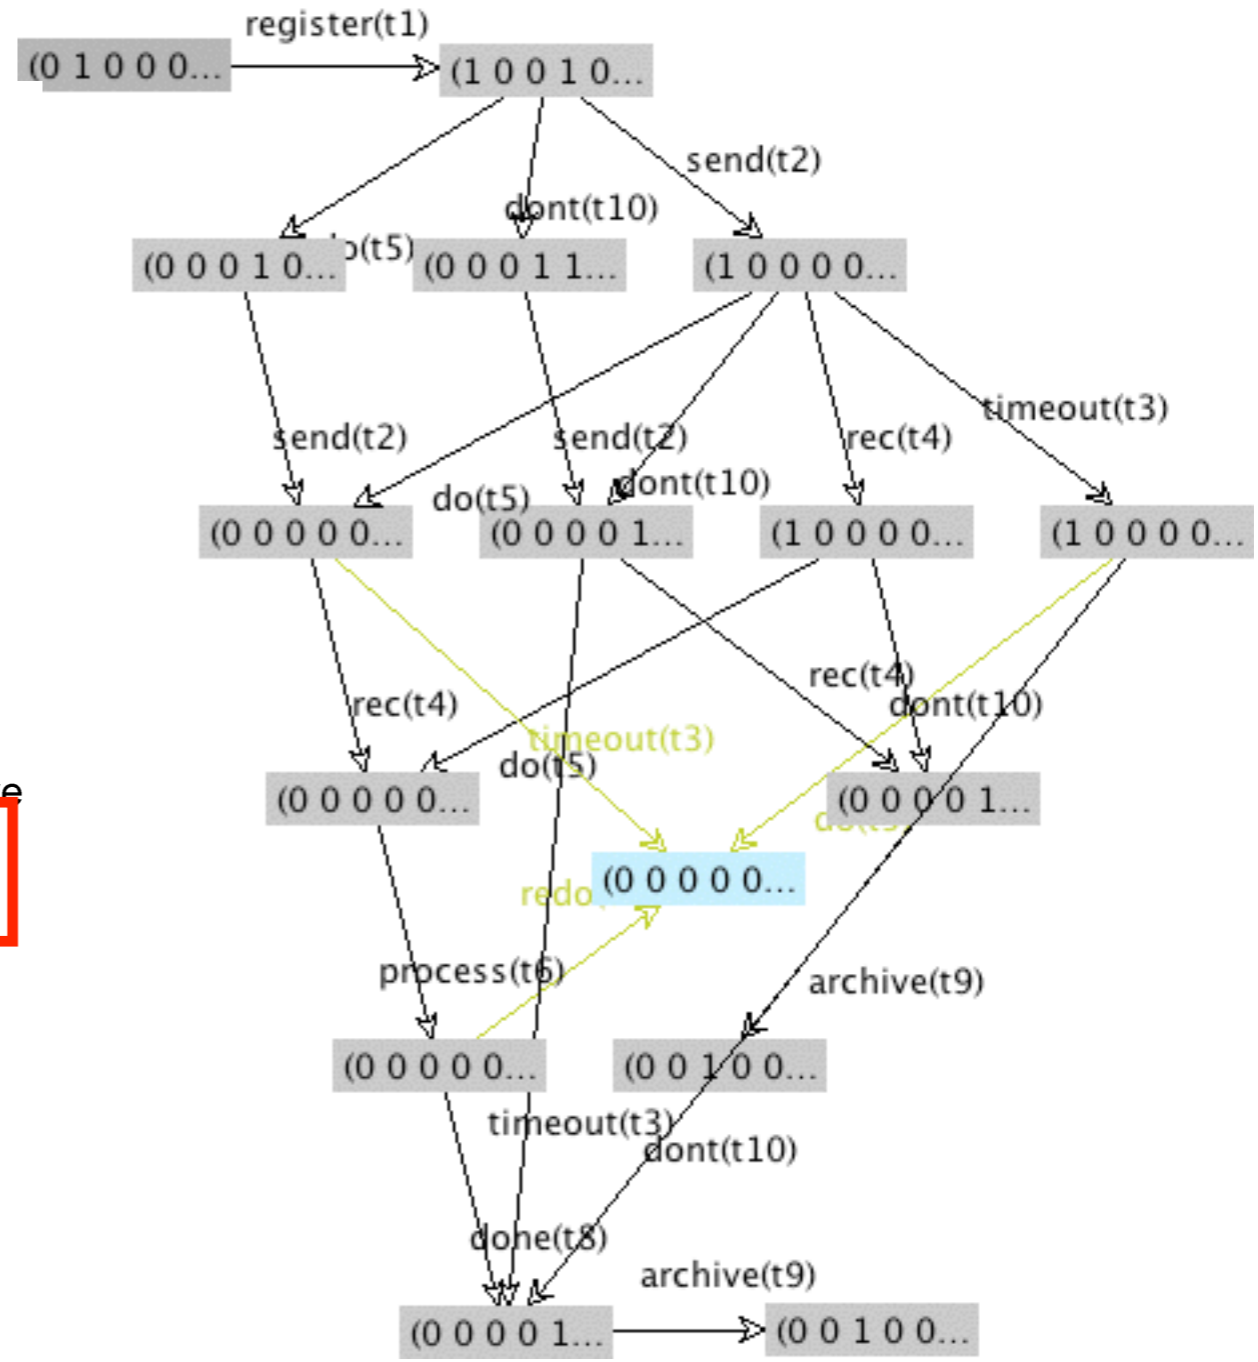 register(t1)
(0 1 0 0 0...
(1 0 0 1 0...
send(t2)
dont(t10)
(0 0 0 1 0...
(0 0 0 1 1...
(1 0 0 0 0...
timeout(t3)
send(t2)
send(t2)
rec(t4)
dont(t10)
do(t5)
(0 0 0 0 0...
(0 0 0 0 1...
(1 0 0 0 0...
(1 0 0 0 0...
rec(t4)
rec(t4)
dont(t10)
timeout(t3)
do(t5)
e
(0 0 0 0 0...
(0 0 0 0 1...
(0 0 0 0 0...
redo
process(t6)
archive(t9)
(0 0 0 0 0...
(0 0 1 0 0...
timeout(t3)
dont(t10)
done(t8)
archive(t9)
(0 0 0 0 1...
(0 0 1 0 0...